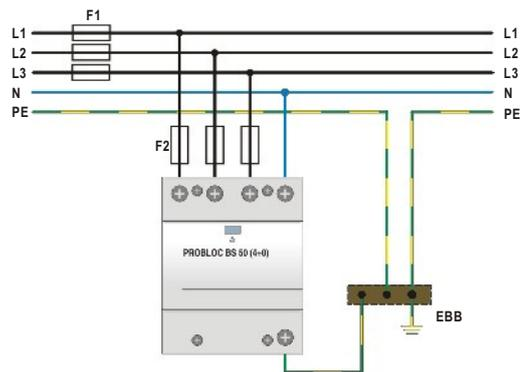 F1
L1 L1
L2 L2
L3 L3
N N
PE PE
F2
PROBLOC BS 50 (4+0)
EBB